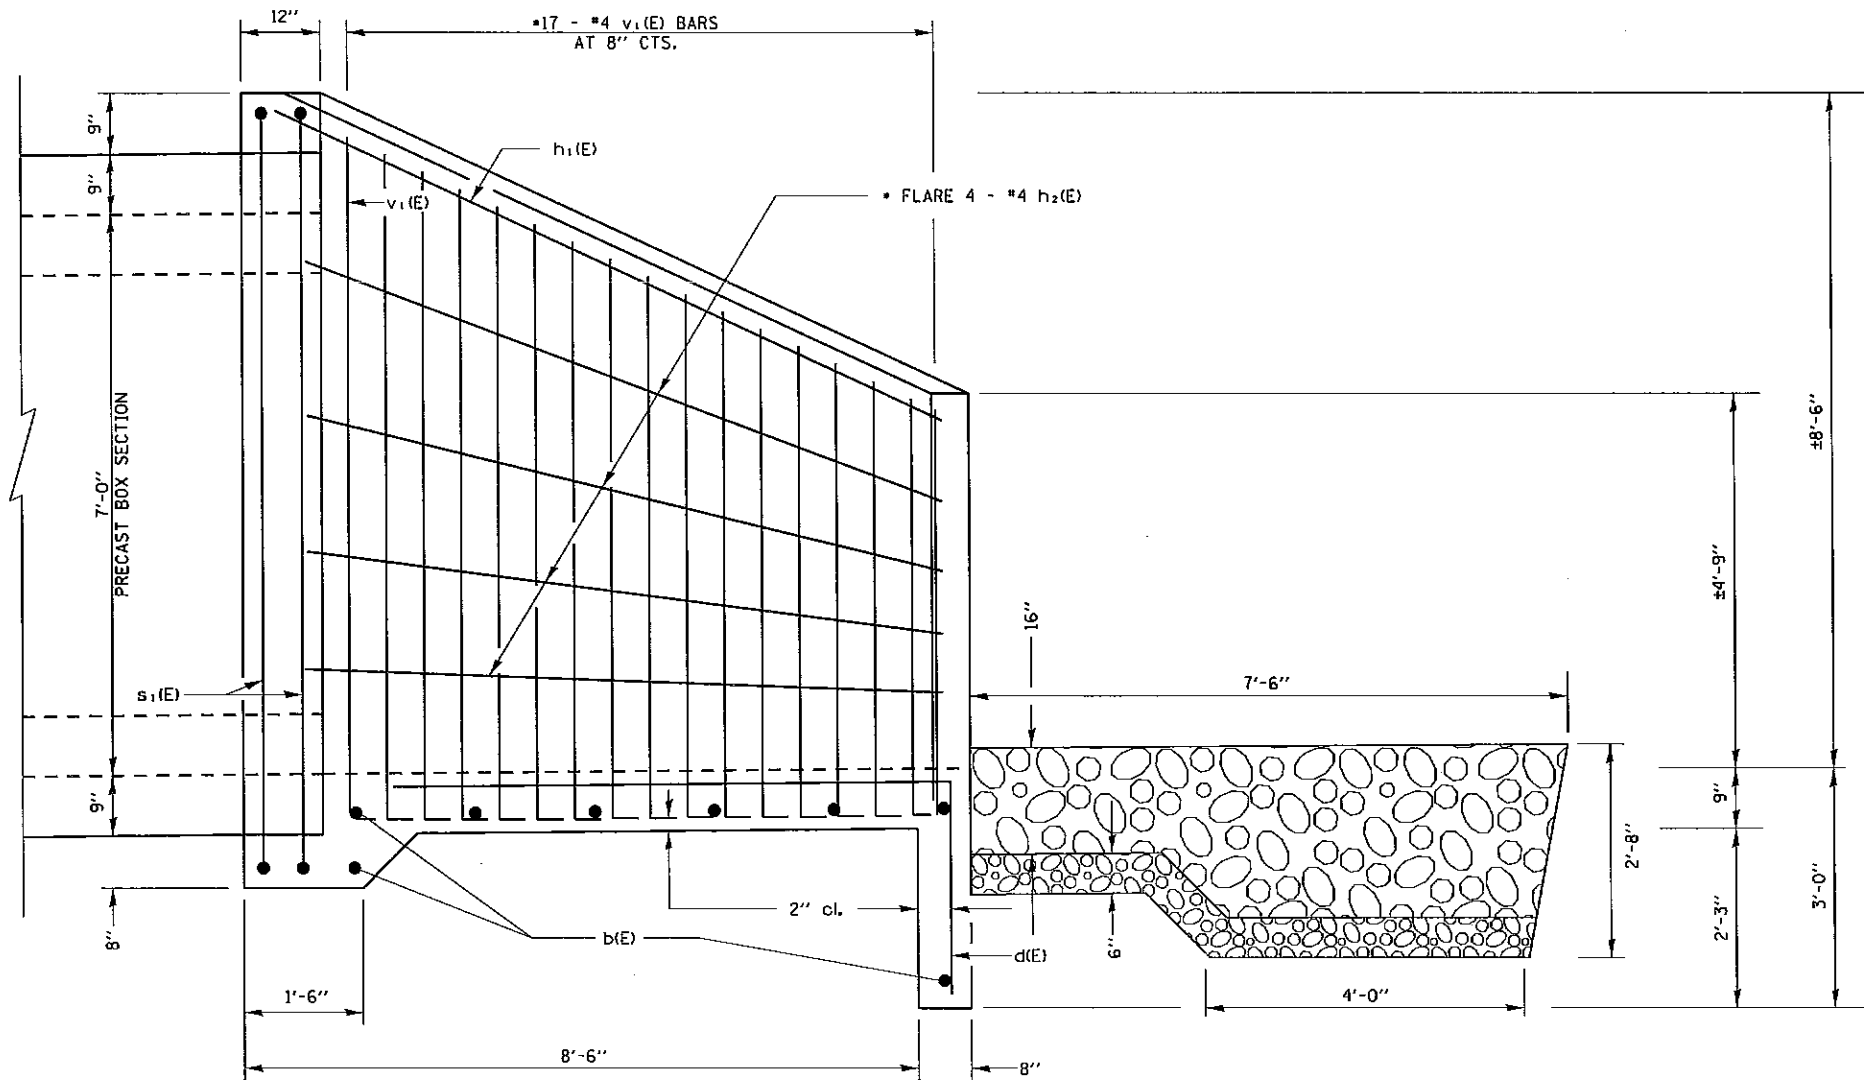 12"
*17 - #4 v₁(E) BARS
AT 8" CTS.
9"
h₁(E)
9"
v₁(E)
* FLARE 4 - #4 h₂(E)
±8'-6"
PRECAST BOX SECTION
7'-0"
±4'-9"
16"
s₁(E)
7'-6"
9"
9"
2'-8"
2" cl.
b(E)
d(E)
6"
8"
2'-3"
3'-0"
1'-6"
4'-0"
8'-6"
8"